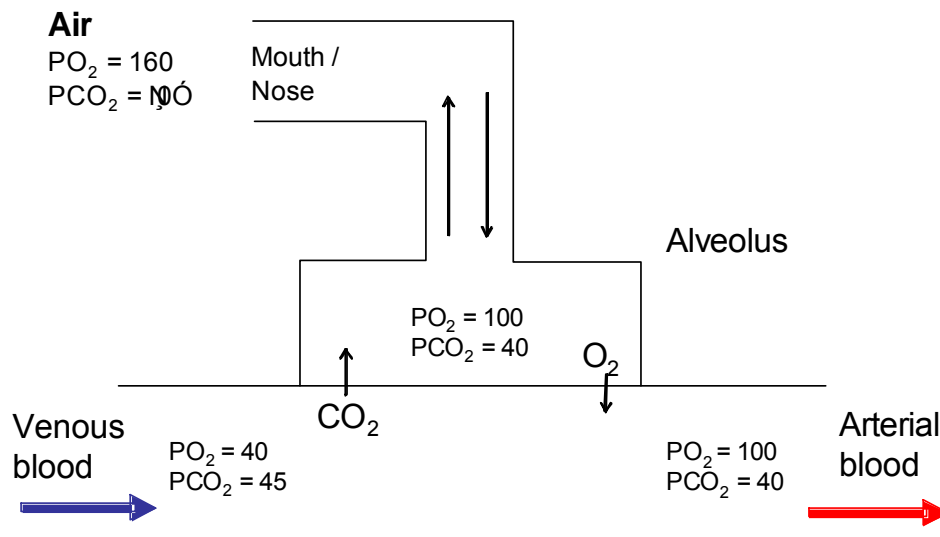 Air
PO₂ = 160
PCO₂ =
Mouth /
Nose
Alveolus
PO₂ = 100
PCO₂ = 40
O₂
CO₂
Venous
blood
PO₂ = 40
PCO₂ = 45
PO₂ = 100
PCO₂ = 40
Arterial
blood